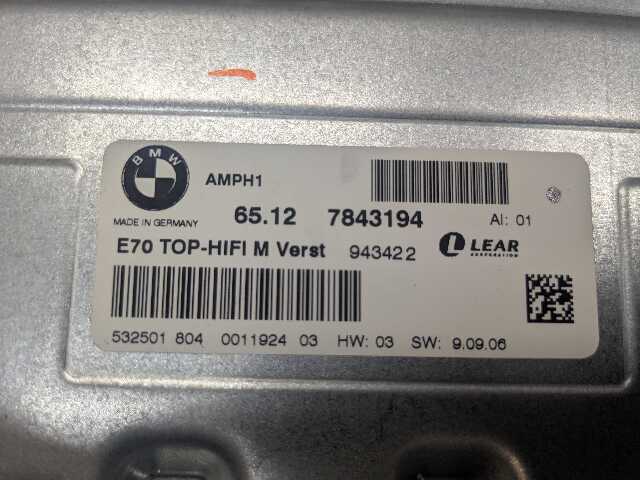 BMW
AMPH1
MADE IN GERMANY
65.12 7843194 AI: 01
E70 TOP-HIFI M Verst 943422 LEAR
CORPORATION
532501 804 0011924 03 HW: 03 SW: 9.09.06